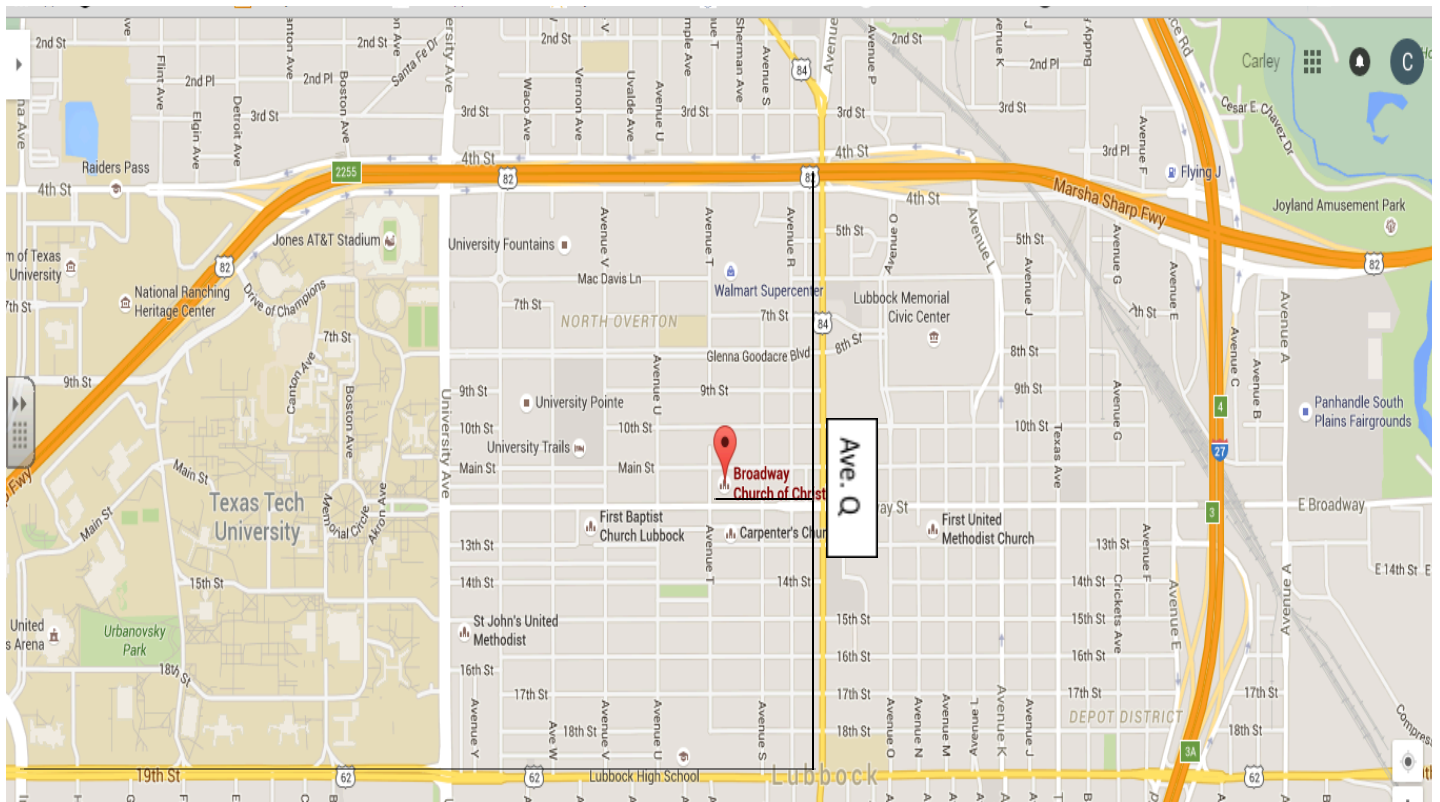 2nd St
2nd St
2nd St
2nd St
Flint Ave
Boston Ave
Santa Fe Dr
University Ave
Sherman Ave
Avenue S
84
Avenue P
Avenue K
2nd Pl
Carley
C
2nd Pl
2nd Pl
Elgin Ave
Detroit Ave
3rd St
Waco Ave
Vernon Ave
Uvalde Ave
Avenue U
3rd St
3rd St
3rd St
3rd St
Cesar E. Chavez Dr
Raiders Pass
2255
4th St
4th St
3rd Pl
Avenue F
Flying J
4th St
82
82
4th St
Marsha Sharp Fwy
Joyland Amusement Park
Jones AT&T Stadium
University Fountains
Avenue V
Avenue T
Avenue R
5th St
Avenue O
Avenue L
5th St
Avenue G
82
National Ranching
Heritage Center
Drive of Champions
Mac Davis Ln
Walmart Supercenter
Lubbock Memorial
Civic Center
Avenue J
Avenue E
82
7th St
7th St
7th St
NORTH OVERTON
7th St
84
8th St
7th St
Avenue A
9th St
Boston Ave
Glenna Goodacre Blvd
8th St
Avenue C
University Ave
9th St
Avenue U
9th St
9th St
Avenue G
Avenue B
University Pointe
4
Panhandle South
Plains Fairgrounds
10th St
10th St
10th St
Texas Ave
University Trails
27
Main St
Main St
Main St
Broadway
Church of Christ
Ave. Q
Texas Tech
University
Memorial Circle
Akron Ave
Main St
First Baptist
Church Lubbock
Carpenter's Chur
ay St
First United
Methodist Church
3
E Broadway
13th St
Avenue T
13th St
Avenue F
15th St
14th St
14th St
14th St
Crickets Ave
Avenue E
Avenue A
E 14th St
United
s Arena
Urbanovsky
Park
St John's United
Methodist
15th St
15th St
18th St
16th St
16th St
16th St
17th St
17th St
17th St
17th St
Avenue Y
Ave W
18th St
Avenue V
Avenue U
Avenue S
18th St
Avenue O
Avenue N
Avenue M
Avenue L
Avenue K
Avenue J
DEPOT DISTRICT
18th St
3A
19th St
62
62
Lubbock High School
Lubbock
62